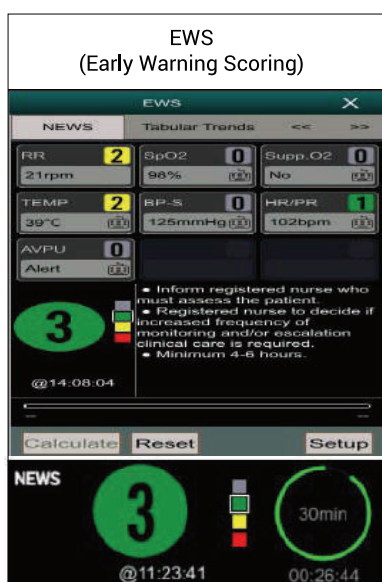 EWS
(Early Warning Scoring)
EWS
NEWS Tabular Trends << >>
RR 2 SpO2 0 Supp.O2 0
21rpm 96% No
TEMP 2 BP-S 0 HR/PR 1
39°C 125mmHg 102bpm
AVPU 0
Alert
• Inform registered nurse who
must assess the patient.
• Registered nurse to decide if
increased frequency of
monitoring and/or escalation
clinical care is required.
• Minimum 4-6 hours.
3
@14:08:04
-- --
Calculate Reset Setup
NEWS
3
30min
@11:23:41 00:26:44